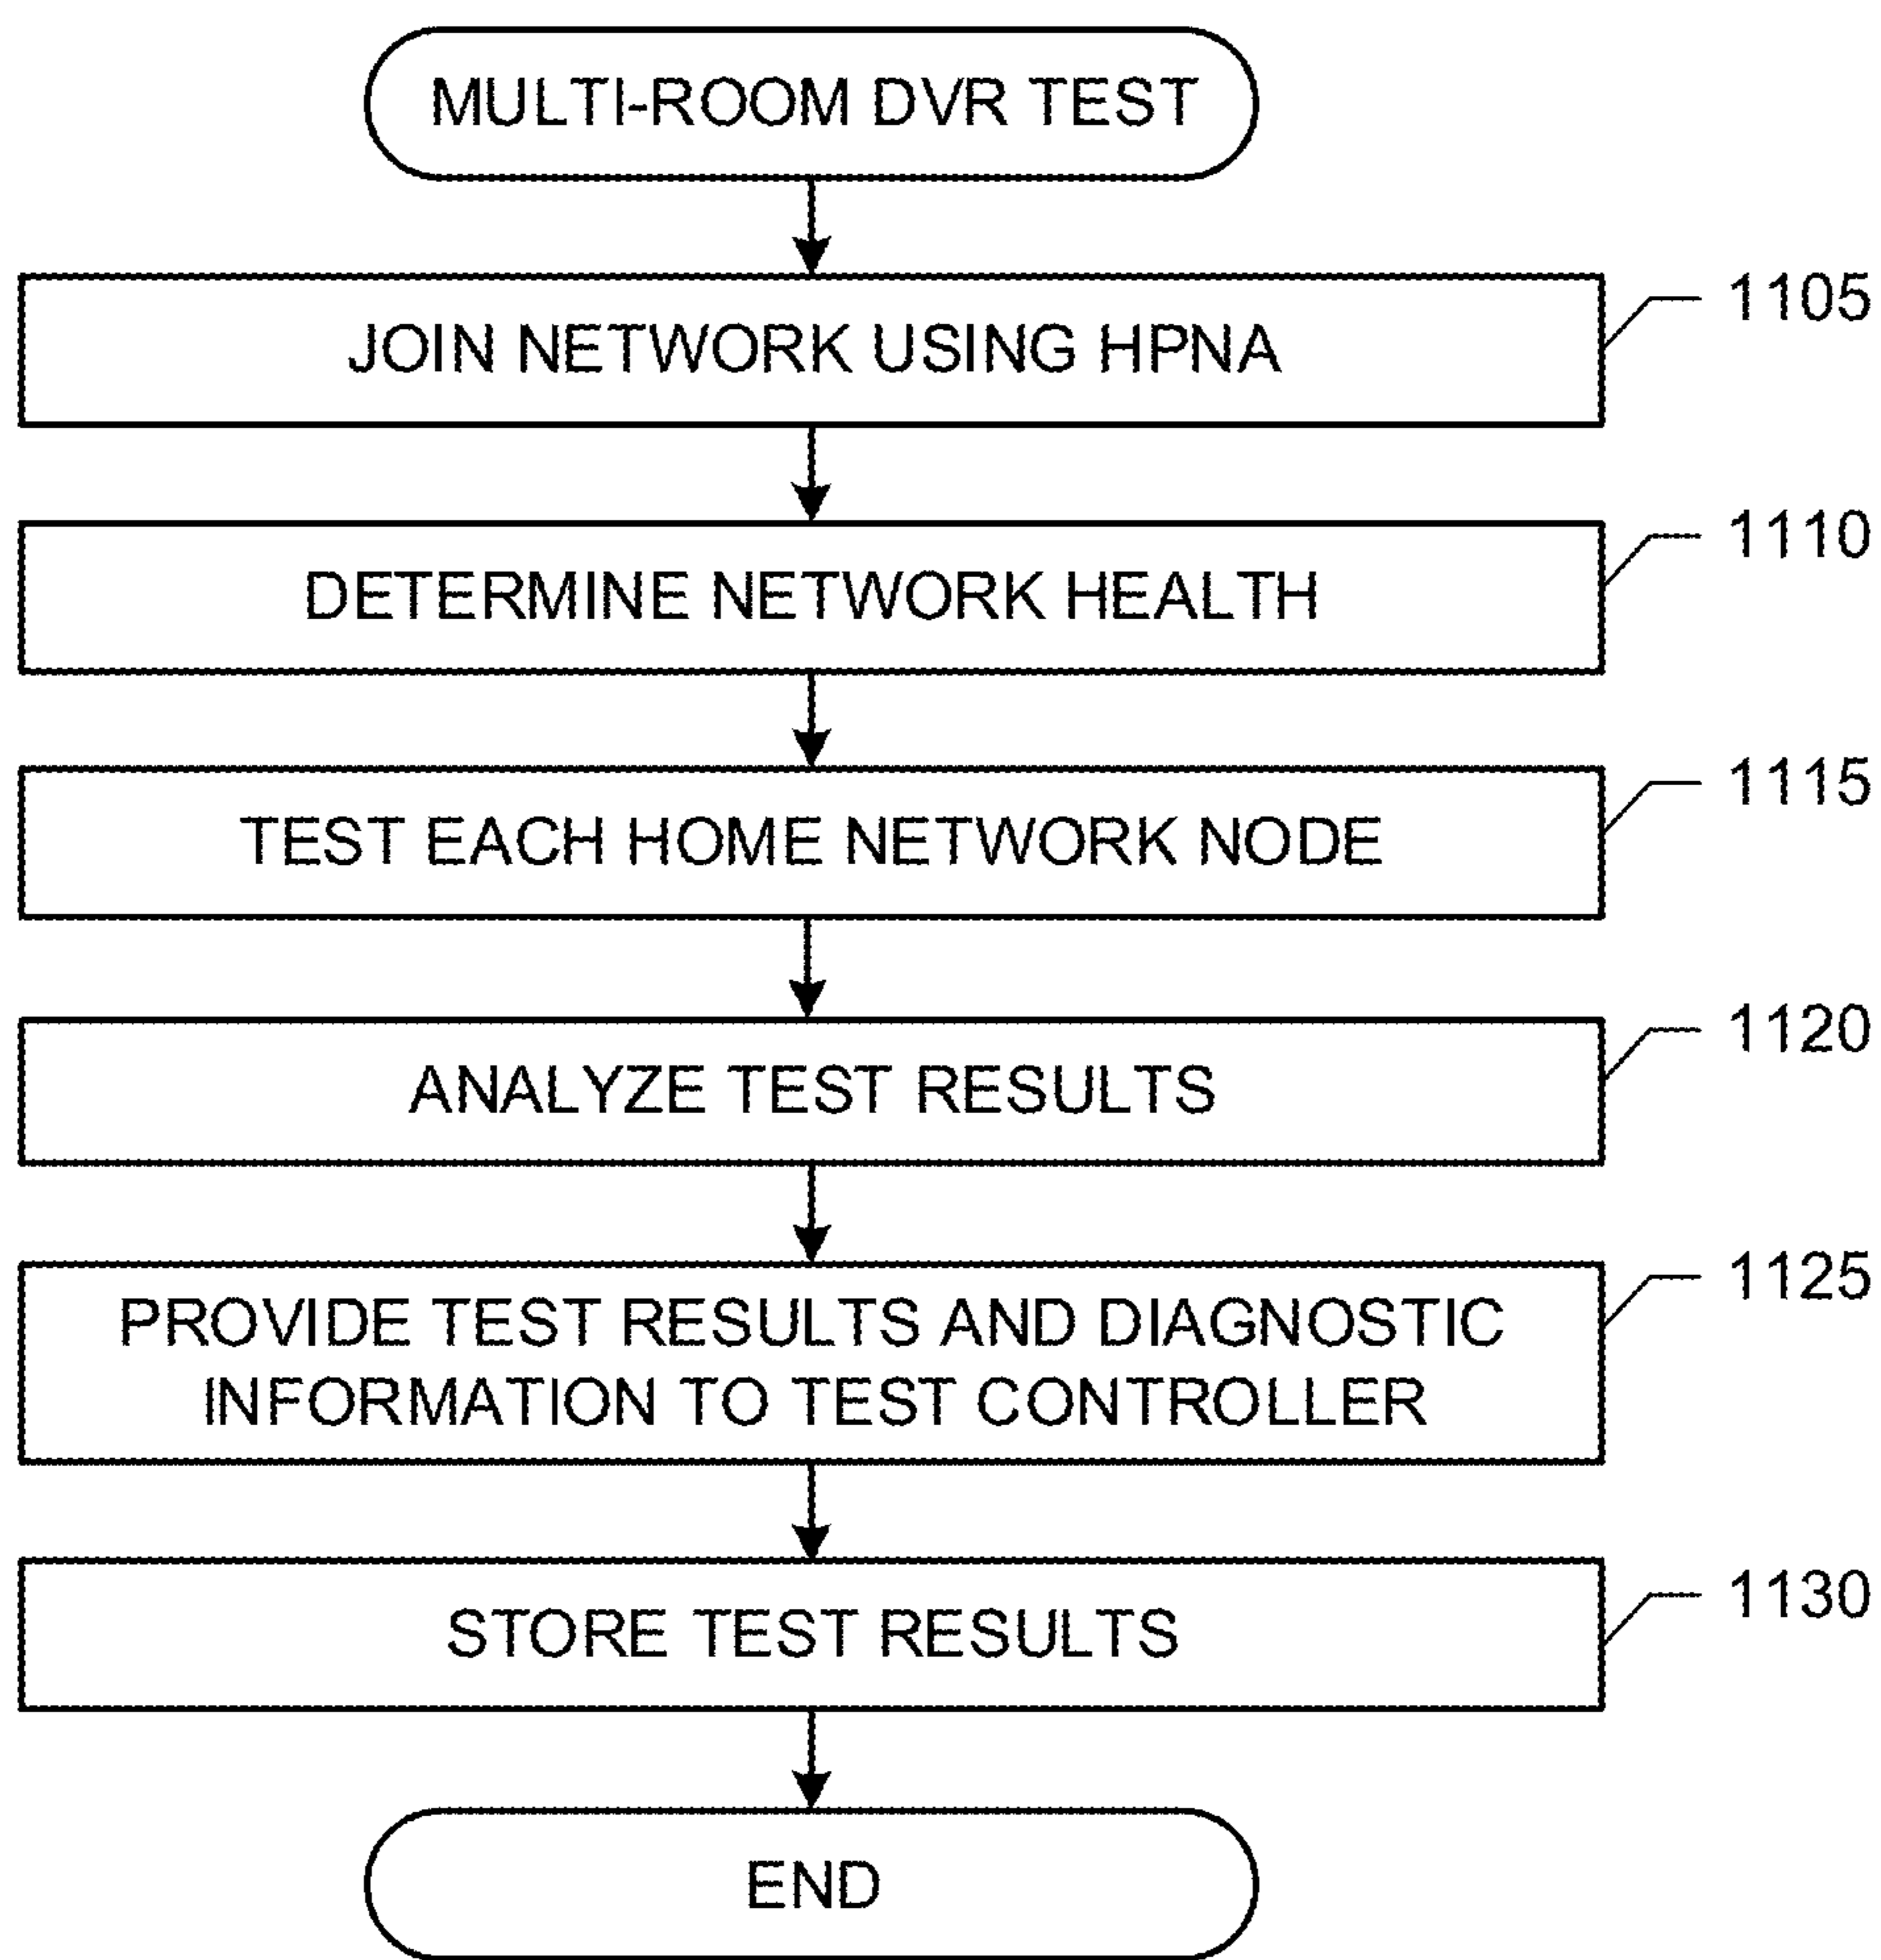 MULTI-ROOM DVR TEST
JOIN NETWORK USING HPNA
1105
DETERMINE NETWORK HEALTH
1110
TEST EACH HOME NETWORK NODE
1115
ANALYZE TEST RESULTS
1120
PROVIDE TEST RESULTS AND DIAGNOSTIC
INFORMATION TO TEST CONTROLLER
1125
STORE TEST RESULTS
1130
END